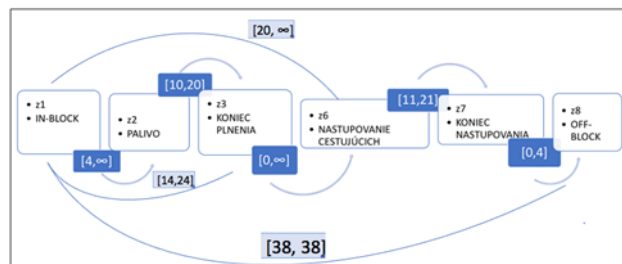 [20, ∞]
[10,20]
[11,21]
• z1
• IN-BLOCK
• z2
• PALIVO
• z3
• KONIEC
PLNENIA
• z6
• NASTUPOVANIE
CESTUJÚCICH
• z7
• KONIEC
NASTUPOVANIA
• z8
• OFF-
BLOCK
[4,∞]
[14,24]
[0,∞]
[0,4]
[38, 38]